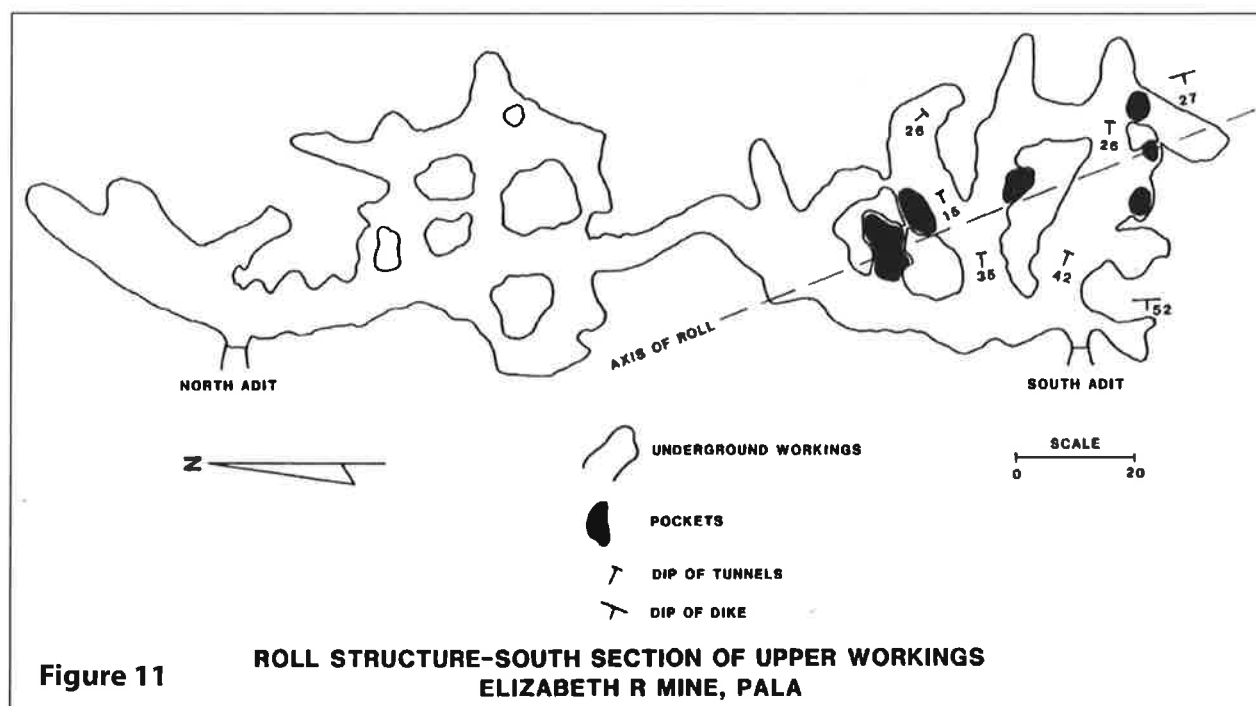 27
26
26
15
35
42
52
AXIS OF ROLL
NORTH ADIT
SOUTH ADIT
N
UNDERGROUND WORKINGS
SCALE
0 20
POCKETS
DIP OF TUNNELS
DIP OF DIKE
Figure 11
ROLL STRUCTURE-SOUTH SECTION OF UPPER WORKINGS
ELIZABETH R MINE, PALA